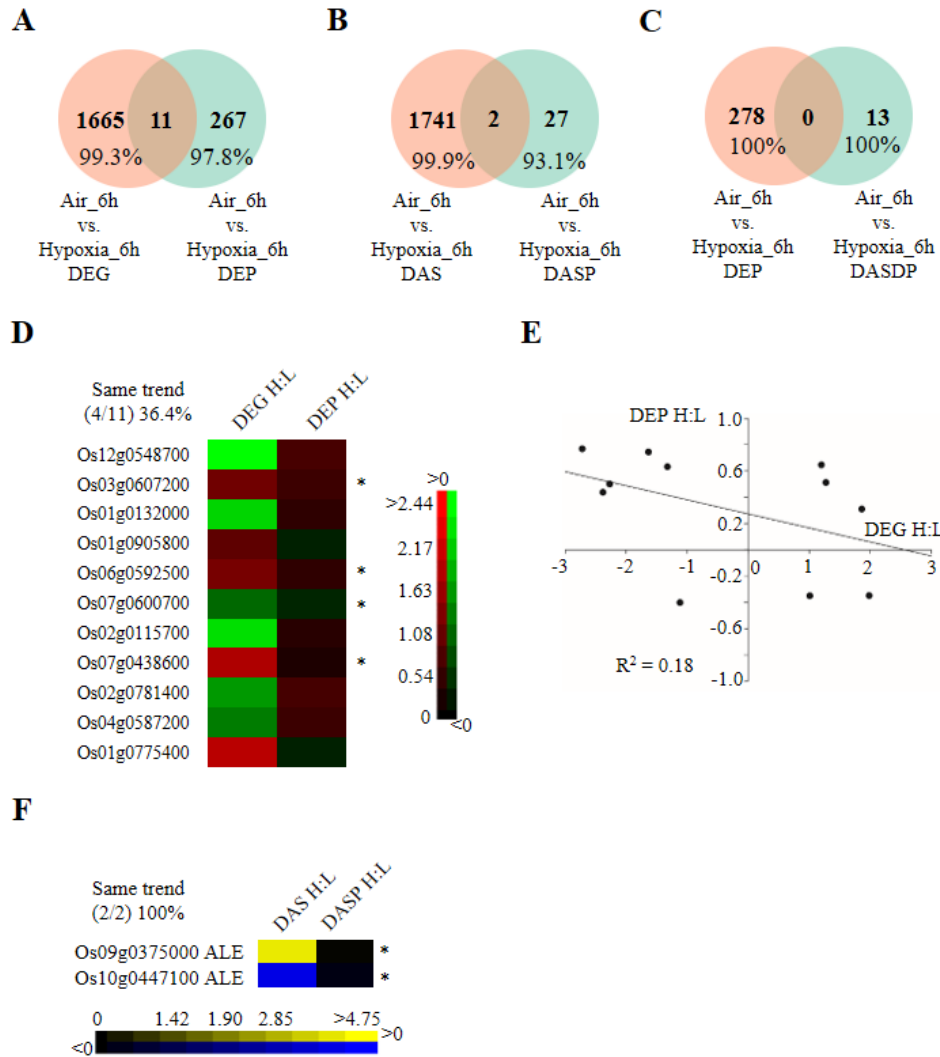 A
B
C
1665 11 267
99.3% 97.8%
Air_6h
vs.
Hypoxia_6h
DEG
Air_6h
vs.
Hypoxia_6h
DEP
1741 2 27
99.9% 93.1%
Air_6h
vs.
Hypoxia_6h
DAS
Air_6h
vs.
Hypoxia_6h
DASP
278 0 13
100% 100%
Air_6h
vs.
Hypoxia_6h
DEP
Air_6h
vs.
Hypoxia_6h
DASDP
D
Same trend
(4/11) 36.4%
DEG H:L
DEP H:L
Os12g0548700
Os03g0607200 *
Os01g0132000
Os01g0905800
Os06g0592500 *
Os07g0600700 *
Os02g0115700
Os07g0438600 *
Os02g0781400
Os04g0587200
Os01g0775400
>0
>2.44
2.17
1.63
1.08
0.54
0
<0
E
DEP H:L
1.0
0.6
0.2
-0.2
-0.6
-1.0
DEG H:L
-3 -2 -1 0 1 2 3
R² = 0.18
F
Same trend
(2/2) 100%
DAS H:L
DASP H:L
Os09g0375000 ALE *
Os10g0447100 ALE *
0 1.42 1.90 2.85 >4.75
>0
<0